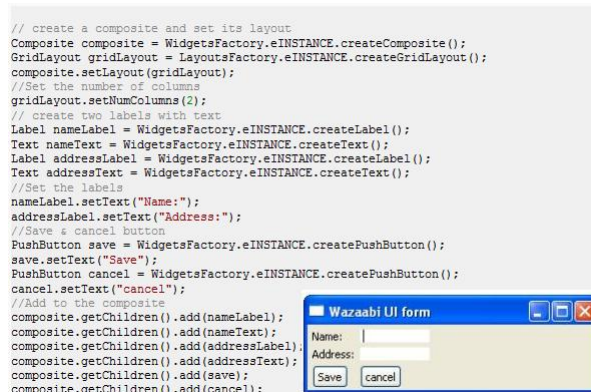 // create a composite and set its layout
Composite composite = WidgetsFactory.eINSTANCE.createComposite();
GridLayout gridLayout = LayoutsFactory.eINSTANCE.createGridLayout();
composite.setLayout(gridLayout);
//Set the number of columns
gridLayout.setNumColumns(2);
// create two labels with text
Label nameLabel = WidgetsFactory.eINSTANCE.createLabel();
Text nameText = WidgetsFactory.eINSTANCE.createText();
Label addressLabel = WidgetsFactory.eINSTANCE.createLabel();
Text addressText = WidgetsFactory.eINSTANCE.createText();
//Set the labels
nameLabel.setText("Name:");
addressLabel.setText("Address:");
//Save & cancel button
PushButton save = WidgetsFactory.eINSTANCE.createPushButton();
save.setText("Save");
PushButton cancel = WidgetsFactory.eINSTANCE.createPushButton();
cancel.setText("cancel");
//Add to the composite
composite.getChildren().add(nameLabel);
composite.getChildren().add(nameText);
composite.getChildren().add(addressLabel);
composite.getChildren().add(addressText);
composite.getChildren().add(save);
composite.getChildren().add(cancel);
Wazaabi UI form
Name:
Address:
Save cancel